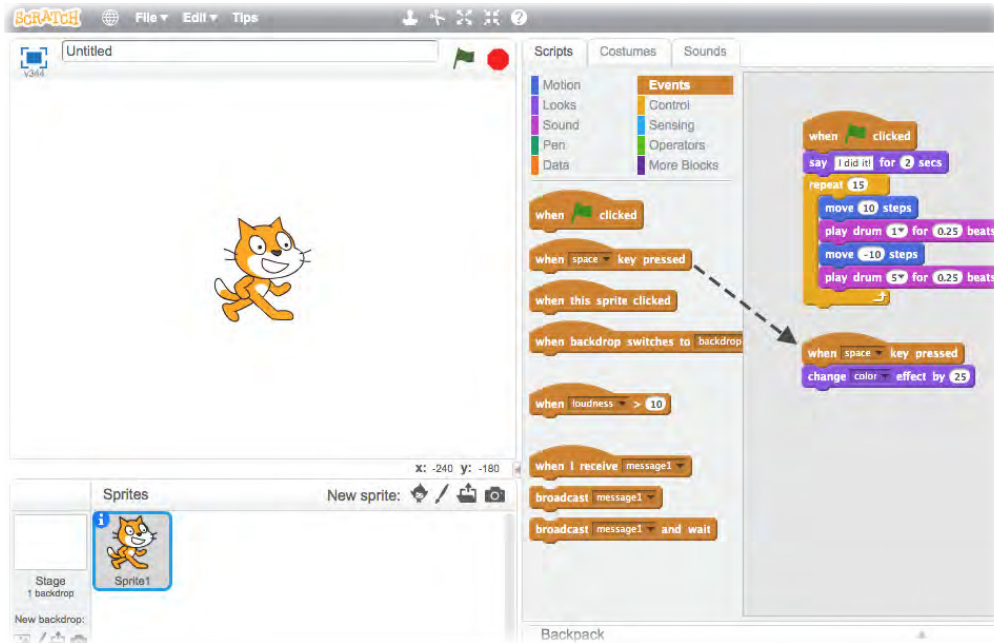 SCRATCH File Edit Tips
v344
Untitled
Scripts Costumes Sounds
Motion Events
Looks Control
Sound Sensing
Pen Operators
Data More Blocks
when clicked
when space key pressed
when this sprite clicked
when backdrop switches to backdrop
when loudness > 10
when I receive message1
broadcast message1
broadcast message1 and wait
when clicked
say I did it! for 2 secs
repeat 15
move 10 steps
play drum 1 for 0.25 beats
move -10 steps
play drum 5 for 0.25 beats
when space key pressed
change color effect by 25
X: -240 y: -180
Sprites New sprite:
Sprite1
Stage
1 backdrop
New backdrop:
Backpack